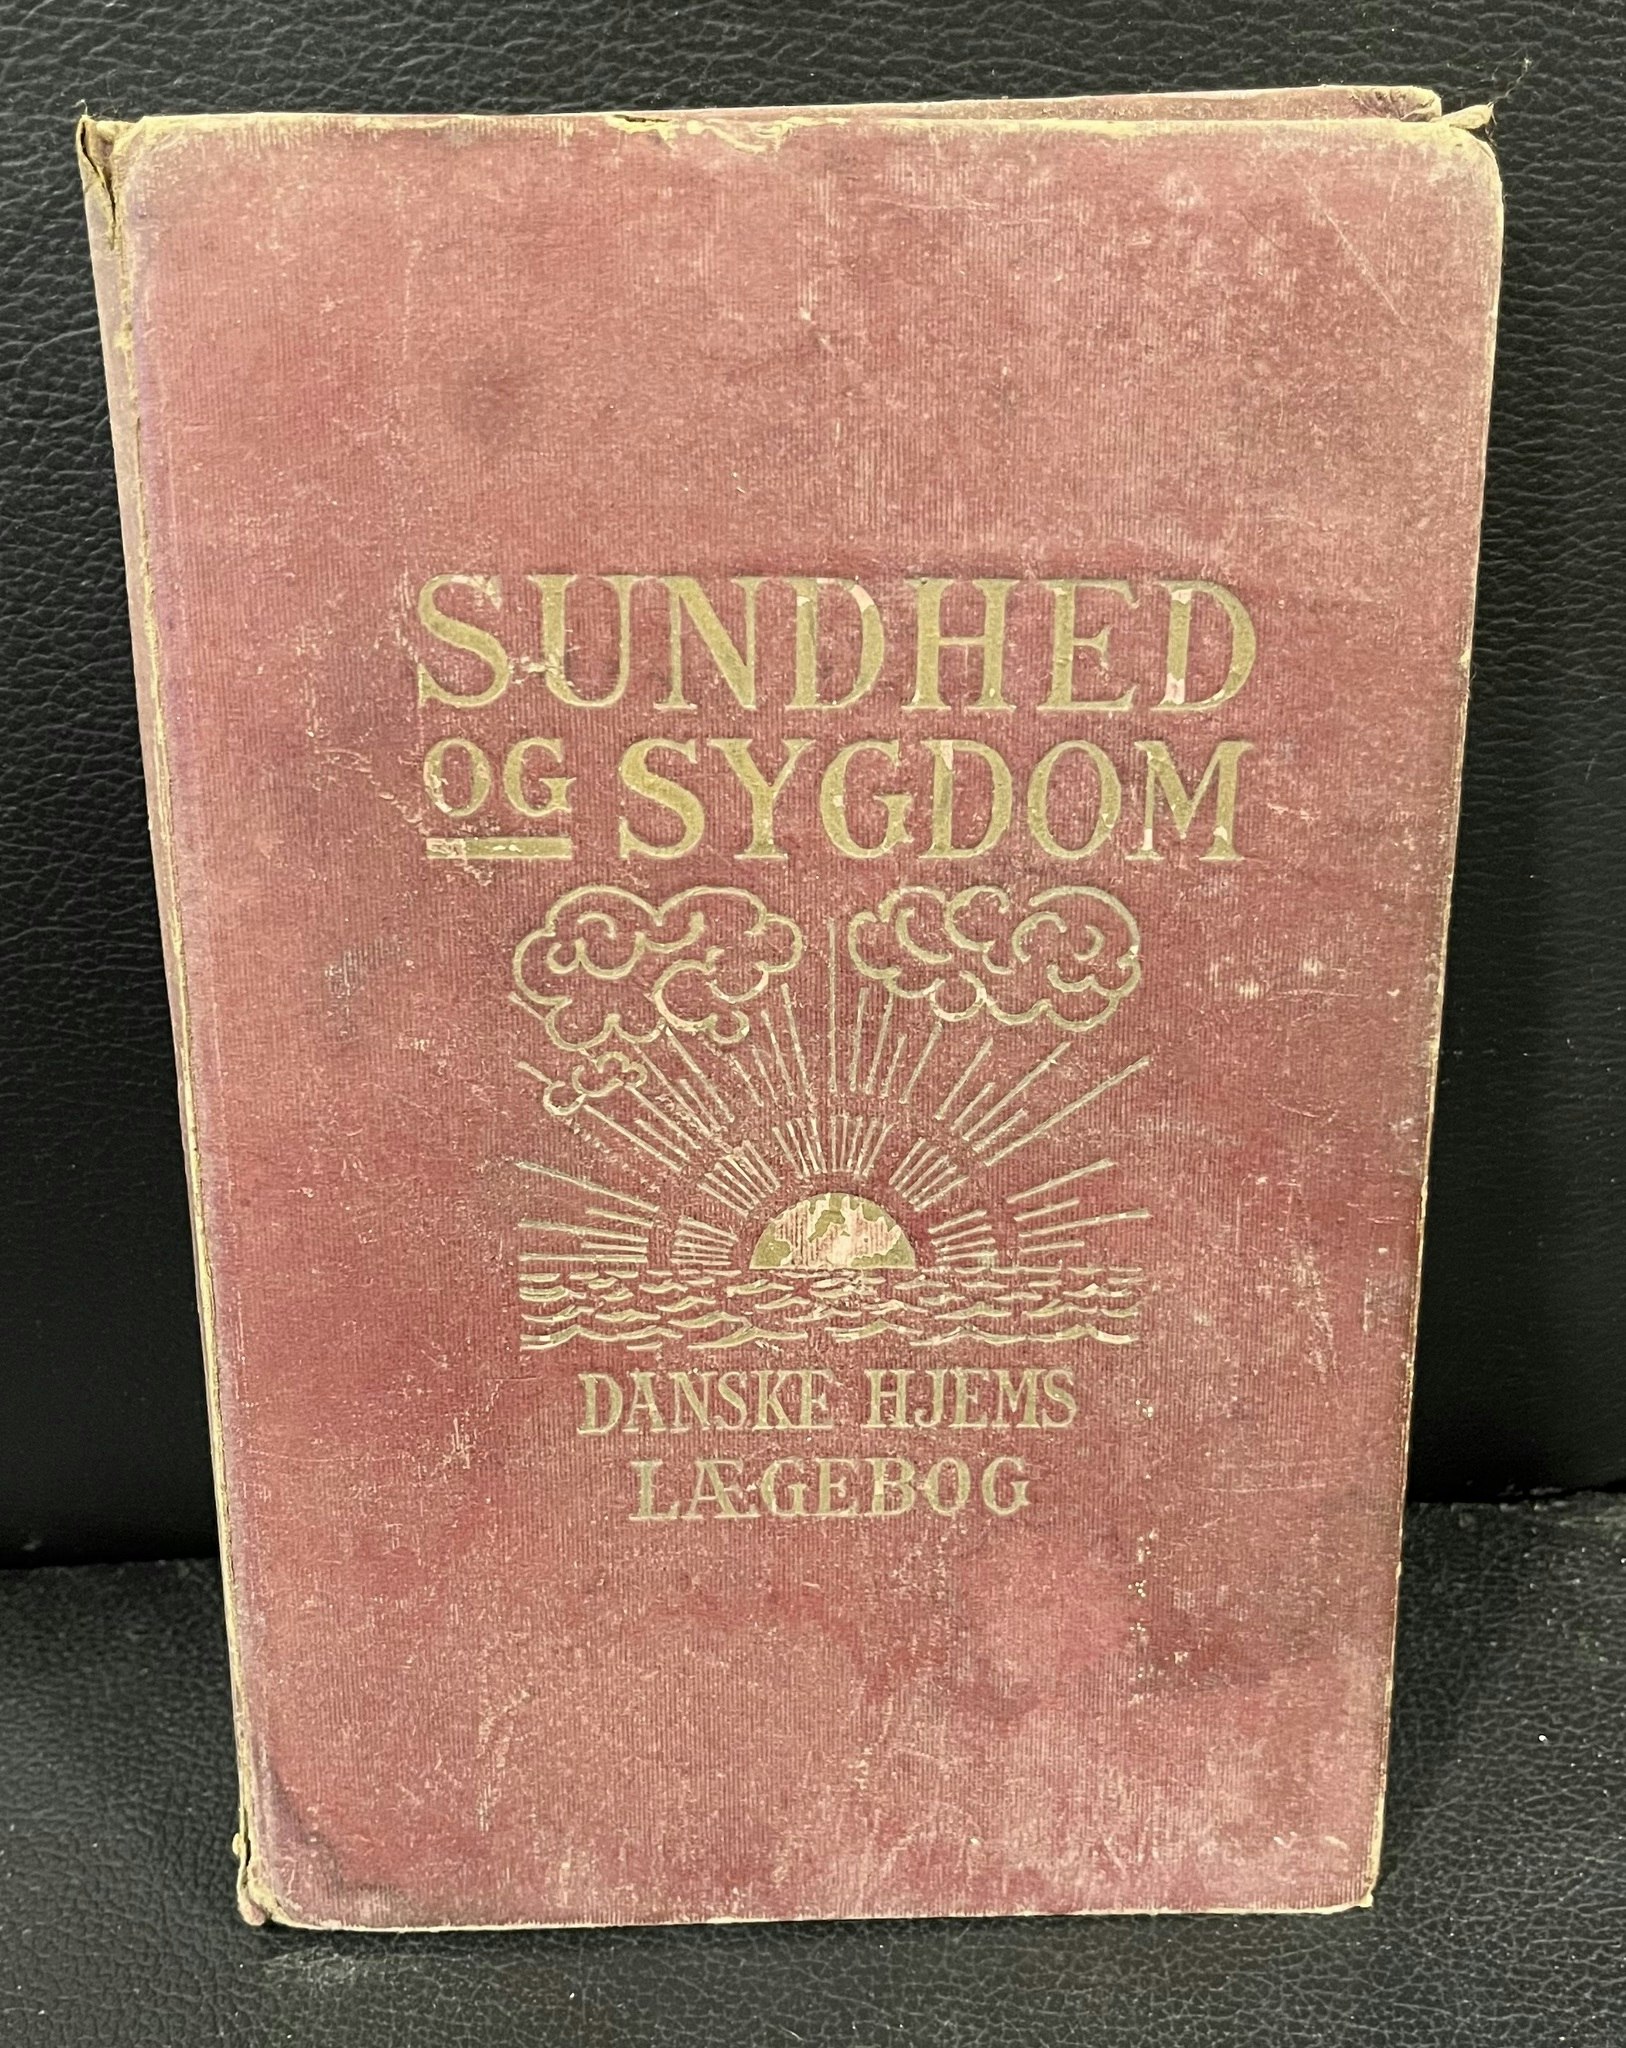 SUNDHED
OG SYGDOM
DANSKE HJEMS
LÆGEBOG